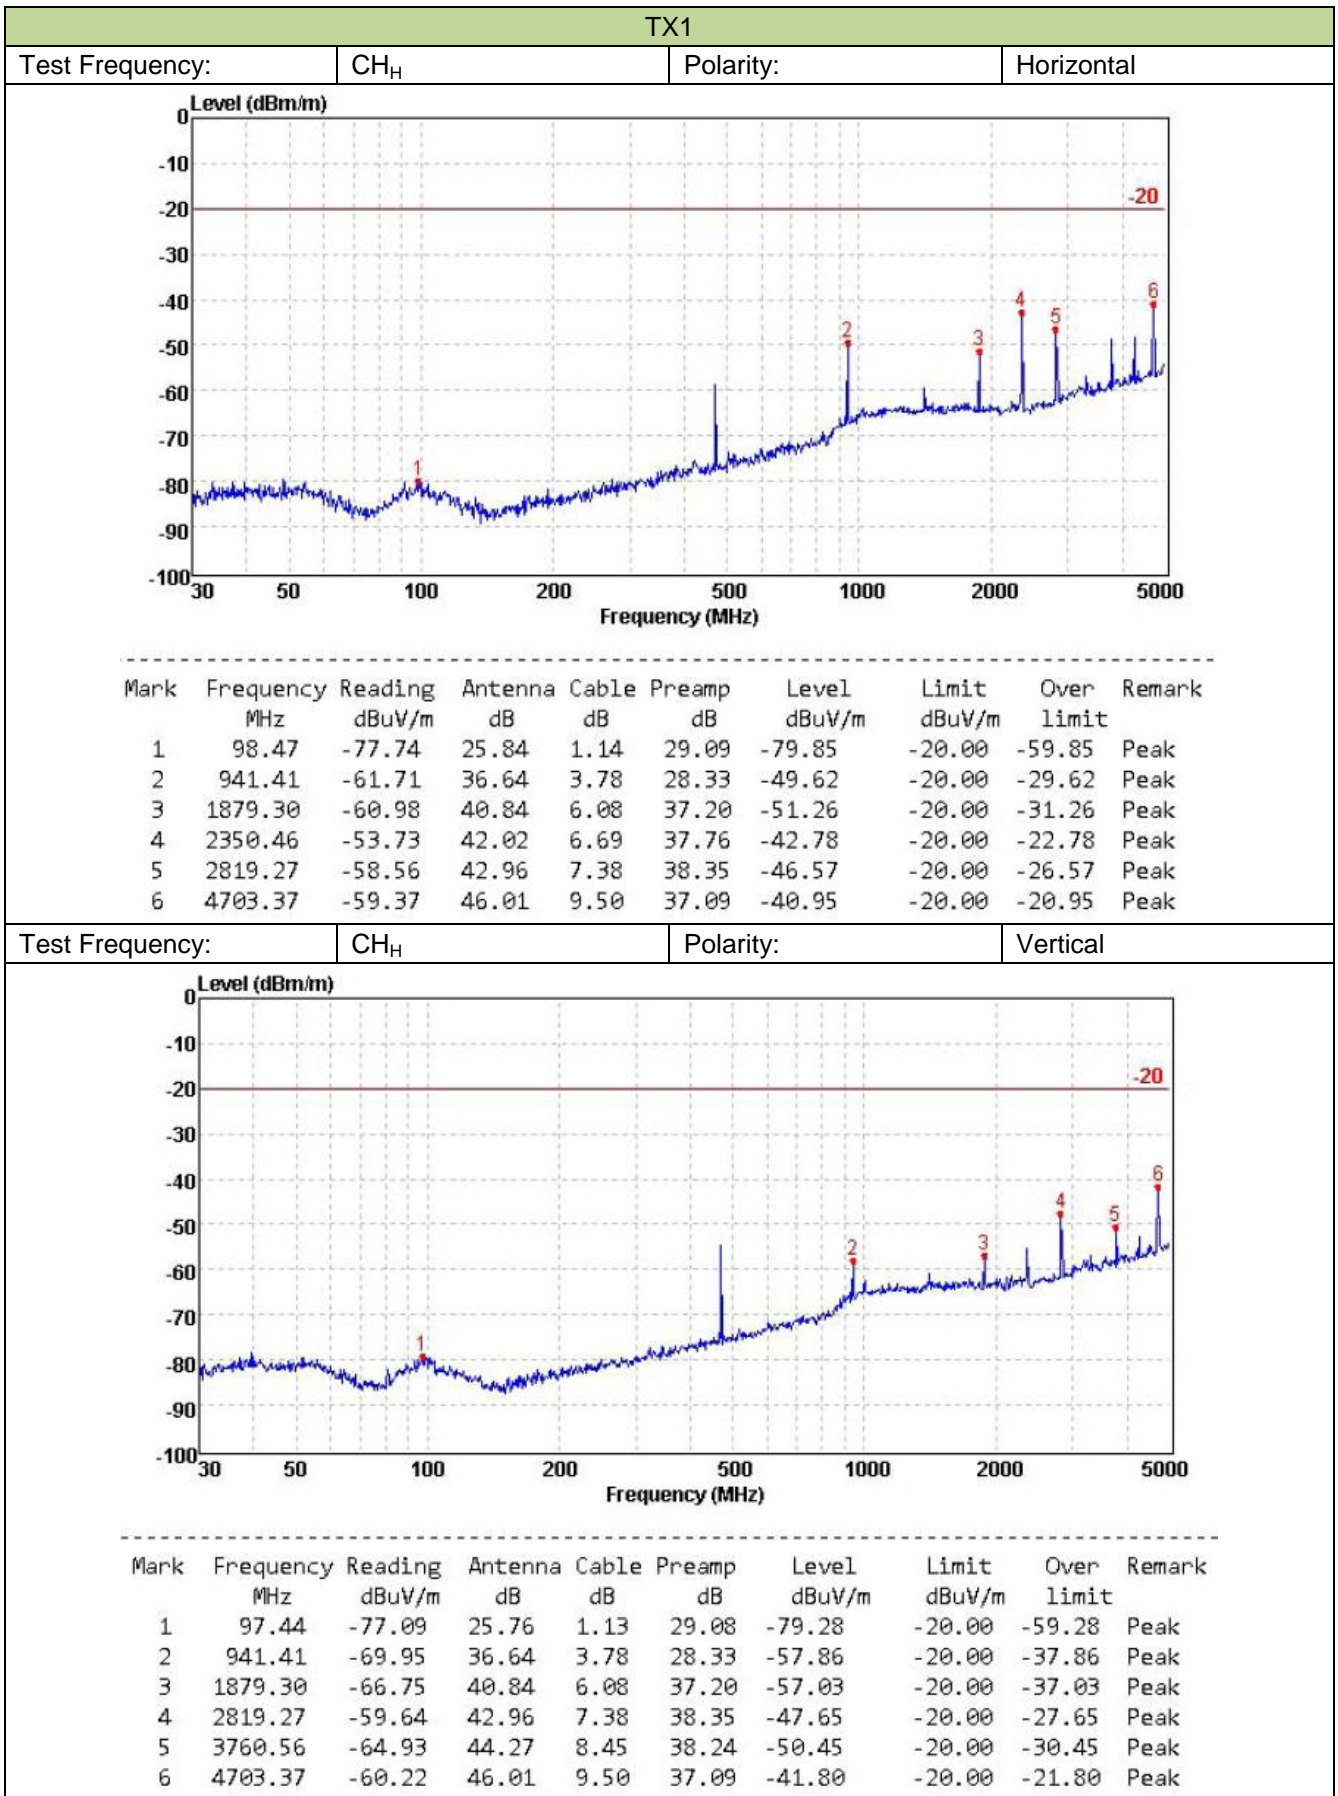 TX1
Test Frequency: CHH Polarity: Horizontal
Level (dBm/m)
0
-10
-20
-20
-30
-40
-50
-60
-70
-80
-90
-100
1 2 3 4 5 6
30 50 100 200 500 1000 2000 5000
Frequency (MHz)
Mark Frequency Reading Antenna Cable Preamp Level Limit Over Remark
MHz dBuV/m dB dB dB dBuV/m dBuV/m limit
1 98.47 -77.74 25.84 1.14 29.09 -79.85 -20.00 -59.85 Peak
2 941.41 -61.71 36.64 3.78 28.33 -49.62 -20.00 -29.62 Peak
3 1879.30 -60.98 40.84 6.08 37.20 -51.26 -20.00 -31.26 Peak
4 2350.46 -53.73 42.02 6.69 37.76 -42.78 -20.00 -22.78 Peak
5 2819.27 -58.56 42.96 7.38 38.35 -46.57 -20.00 -26.57 Peak
6 4703.37 -59.37 46.01 9.50 37.09 -40.95 -20.00 -20.95 Peak
Test Frequency: CHH Polarity: Vertical
Level (dBm/m)
0
-10
-20
-20
-30
-40
-50
-60
-70
-80
-90
-100
1 2 3 4 5 6
30 50 100 200 500 1000 2000 5000
Frequency (MHz)
Mark Frequency Reading Antenna Cable Preamp Level Limit Over Remark
MHz dBuV/m dB dB dB dBuV/m dBuV/m limit
1 97.44 -77.09 25.76 1.13 29.08 -79.28 -20.00 -59.28 Peak
2 941.41 -69.95 36.64 3.78 28.33 -57.86 -20.00 -37.86 Peak
3 1879.30 -66.75 40.84 6.08 37.20 -57.03 -20.00 -37.03 Peak
4 2819.27 -59.64 42.96 7.38 38.35 -47.65 -20.00 -27.65 Peak
5 3760.56 -64.93 44.27 8.45 38.24 -50.45 -20.00 -30.45 Peak
6 4703.37 -60.22 46.01 9.50 37.09 -41.80 -20.00 -21.80 Peak